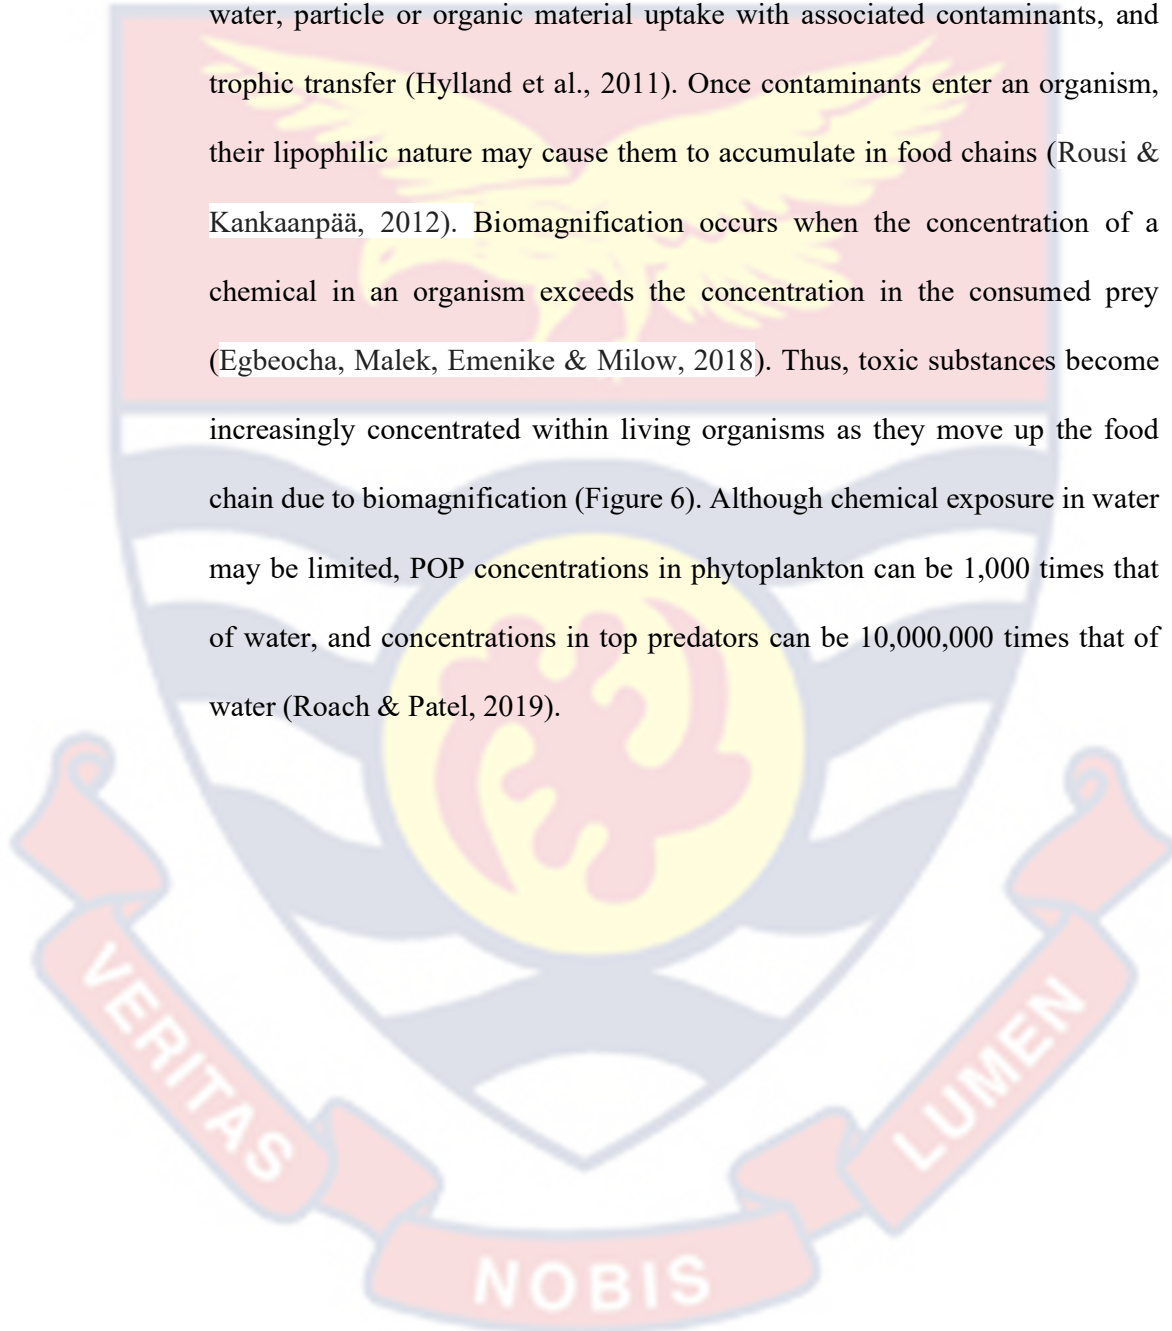 water, particle or organic material uptake with associated contaminants, and
trophic transfer (Hylland et al., 2011). Once contaminants enter an organism,
their lipophilic nature may cause them to accumulate in food chains (Rousi &
Kankaanpää, 2012). Biomagnification occurs when the concentration of a
chemical in an organism exceeds the concentration in the consumed prey
(Egbeocha, Malek, Emenike & Milow, 2018). Thus, toxic substances become
increasingly concentrated within living organisms as they move up the food
chain due to biomagnification (Figure 6). Although chemical exposure in water
may be limited, POP concentrations in phytoplankton can be 1,000 times that
of water, and concentrations in top predators can be 10,000,000 times that of
water (Roach & Patel, 2019).
VERITAS
NOBIS
LUMEN